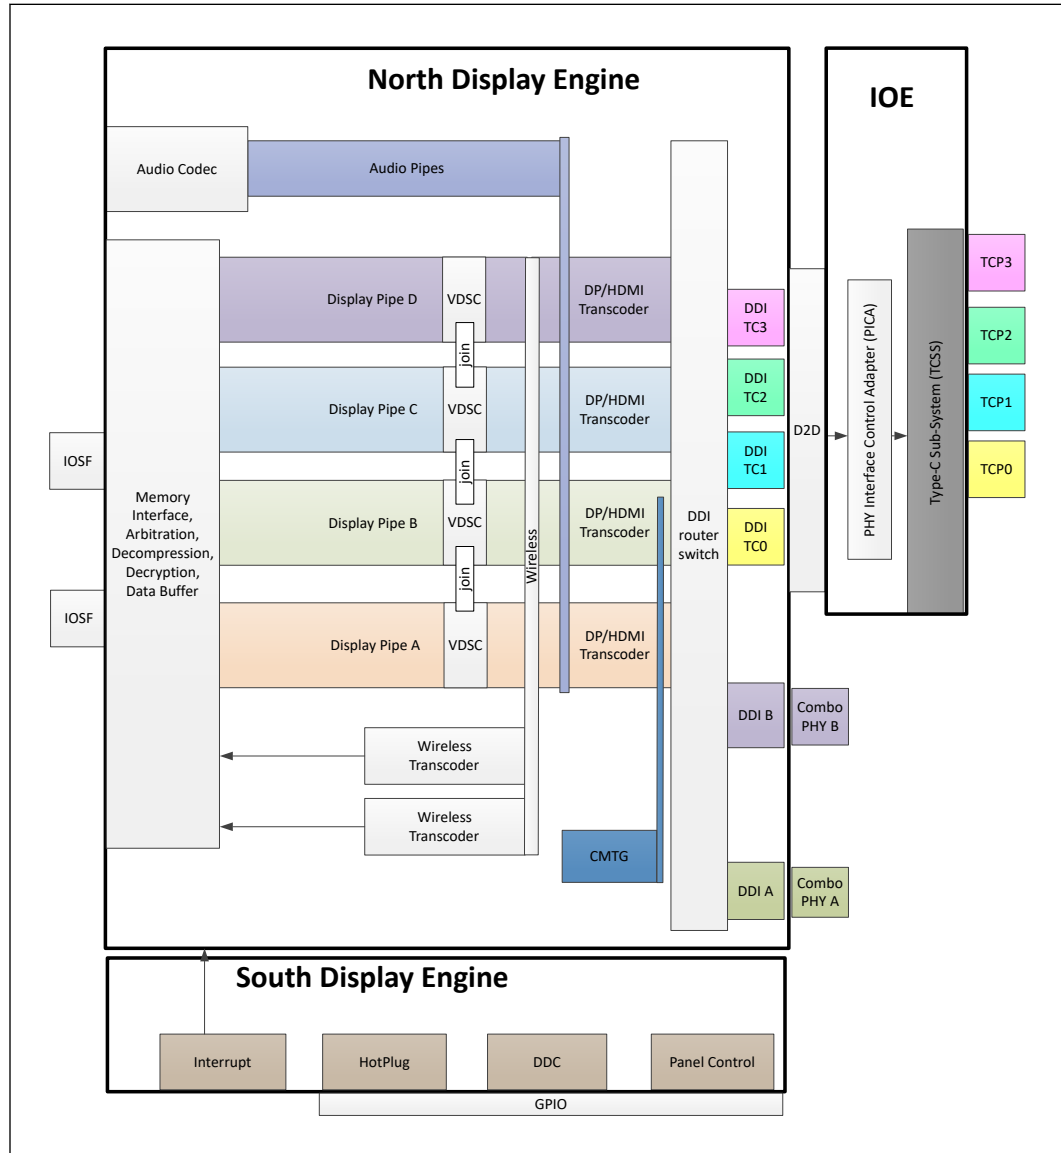 North Display Engine
IOE
Audio Codec
Audio Pipes
Display Pipe D
VDSC
DP/HDMI
Transcoder
join
Display Pipe C
VDSC
DP/HDMI
Transcoder
join
Display Pipe B
VDSC
DP/HDMI
Transcoder
join
Display Pipe A
VDSC
DP/HDMI
Transcoder
IOSF
IOSF
Memory
Interface,
Arbitration,
Decompression,
Decryption,
Data Buffer
Wireless
Wireless
Transcoder
Wireless
Transcoder
CMTG
DDI
router
switch
DDI
TC3
DDI
TC2
DDI
TC1
DDI
TC0
DDI B
DDI A
Combo
PHY B
Combo
PHY A
D2D
PHY Interface Control Adapter (PICA)
Type-C Sub-System (TCSS)
TCP3
TCP2
TCP1
TCP0
South Display Engine
Interrupt
HotPlug
DDC
Panel Control
GPIO